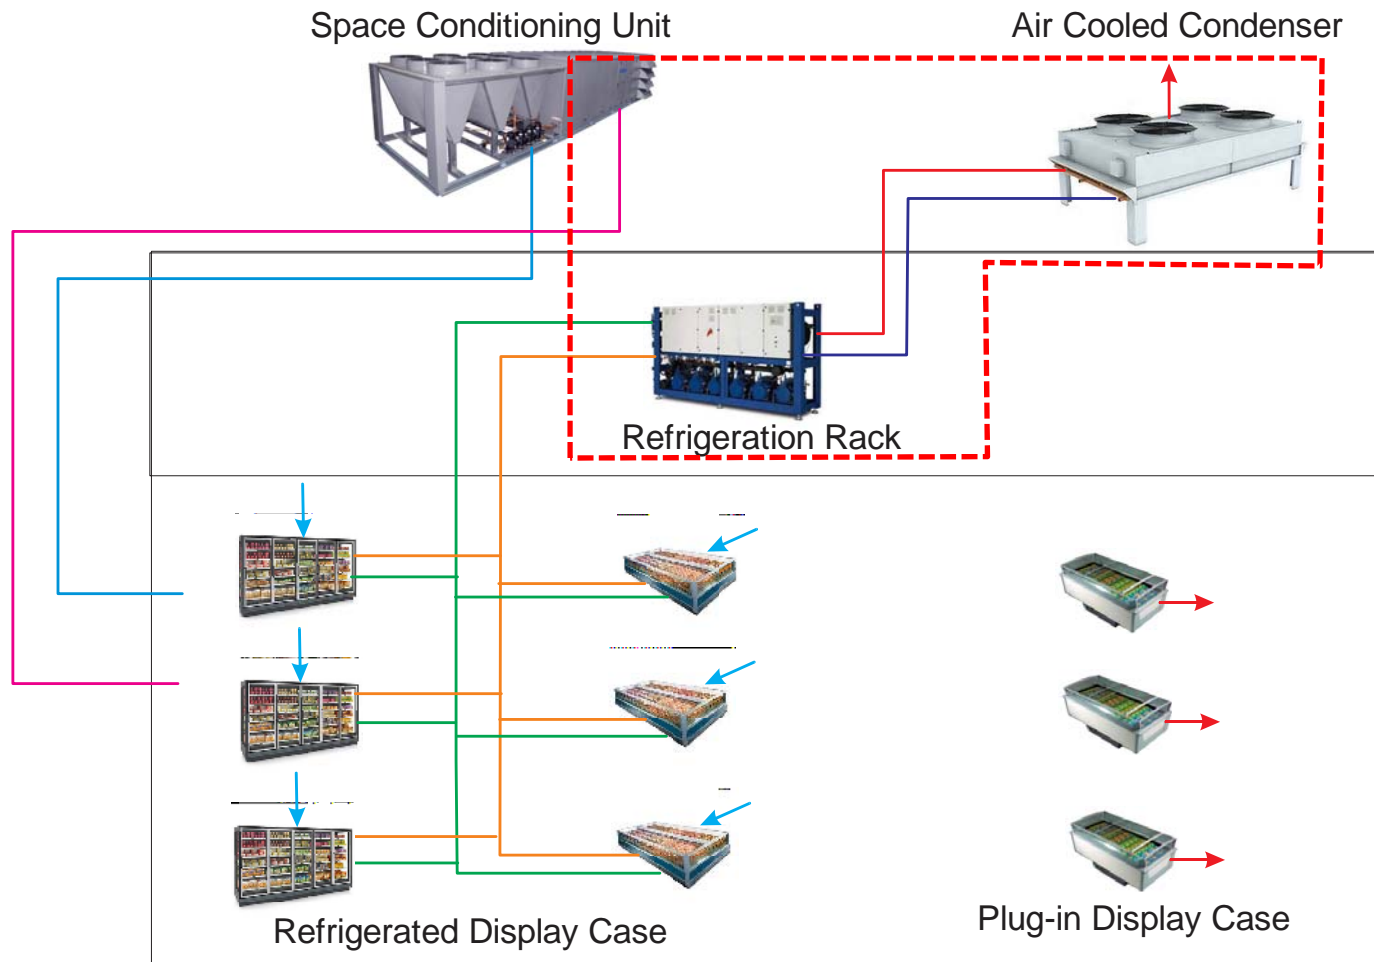 Space Conditioning Unit
Air Cooled Condenser
Refrigeration Rack
Refrigerated Display Case
Plug-in Display Case